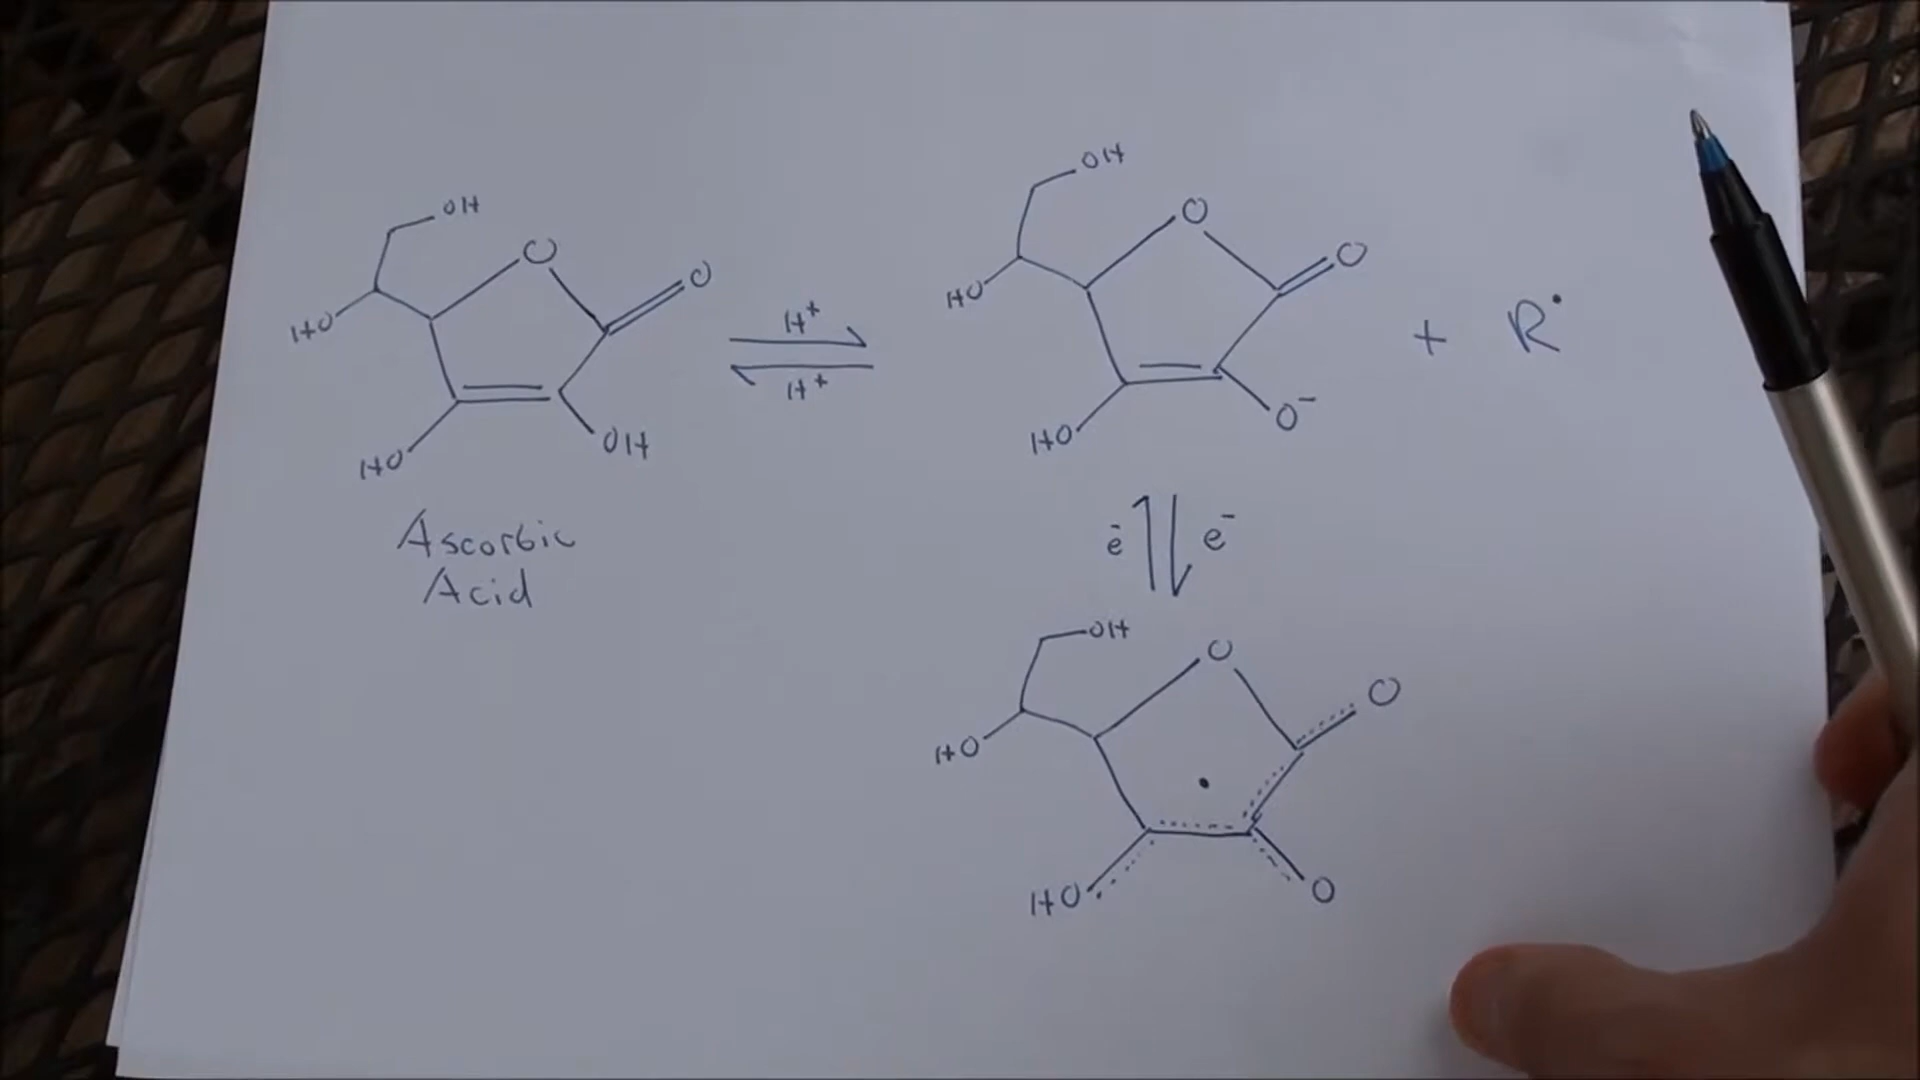 OH
O
O
HO
HO
OH
Ascorbic
Acid
H⁺
H⁺
OH
O
O
HO
HO
O⁻
+ R•
e⁻
e⁻
OH
O
O
HO
HO
O